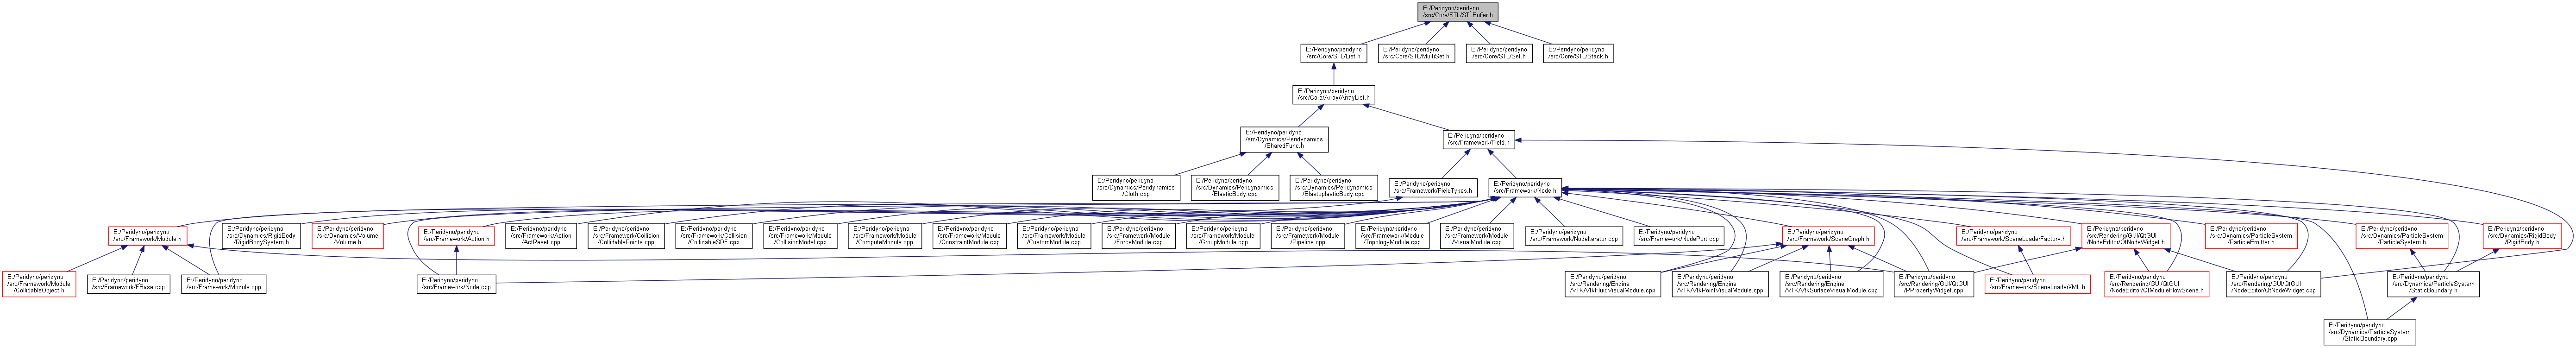 E:/Peridyno/peridyno
/src/Core/STL/STLBuffer.h
E:/Peridyno/peridyno
/src/Core/STL/List.h
E:/Peridyno/peridyno
/src/Core/STL/MultiSet.h
E:/Peridyno/peridyno
/src/Core/STL/Set.h
E:/Peridyno/peridyno
/src/Core/STL/Stack.h
E:/Peridyno/peridyno
/src/Core/Array/ArrayList.h
E:/Peridyno/peridyno
/src/Dynamics/Peridynamics
/SharedFunc.h
E:/Peridyno/peridyno
/src/Framework/Field.h
E:/Peridyno/peridyno
/src/Dynamics/Peridynamics
/Cloth.cpp
E:/Peridyno/peridyno
/src/Dynamics/Peridynamics
/ElasticBody.cpp
E:/Peridyno/peridyno
/src/Dynamics/Peridynamics
/ElastoplasticBody.cpp
E:/Peridyno/peridyno
/src/Framework/FieldTypes.h
E:/Peridyno/peridyno
/src/Framework/Node.h
E:/Peridyno/peridyno
/src/Framework/Module.h
E:/Peridyno/peridyno
/src/Dynamics/RigidBody
/RigidBodySystem.h
E:/Peridyno/peridyno
/src/Dynamics/Volume
/Volume.h
E:/Peridyno/peridyno
/src/Framework/Action.h
E:/Peridyno/peridyno
/src/Framework/Action
/ActReset.cpp
E:/Peridyno/peridyno
/src/Framework/Collision
/CollidablePoints.cpp
E:/Peridyno/peridyno
/src/Framework/Collision
/CollidableSDF.cpp
E:/Peridyno/peridyno
/src/Framework/Module
/CollisionModel.cpp
E:/Peridyno/peridyno
/src/Framework/Module
/ComputeModule.cpp
E:/Peridyno/peridyno
/src/Framework/Module
/ConstraintModule.cpp
E:/Peridyno/peridyno
/src/Framework/Module
/CustomModule.cpp
E:/Peridyno/peridyno
/src/Framework/Module
/ForceModule.cpp
E:/Peridyno/peridyno
/src/Framework/Module
/GroupModule.cpp
E:/Peridyno/peridyno
/src/Framework/Module
/Pipeline.cpp
E:/Peridyno/peridyno
/src/Framework/Module
/TopologyModule.cpp
E:/Peridyno/peridyno
/src/Framework/Module
/VisualModule.cpp
E:/Peridyno/peridyno
/src/Framework/NodeIterator.cpp
E:/Peridyno/peridyno
/src/Framework/NodePort.cpp
E:/Peridyno/peridyno
/src/Framework/SceneGraph.h
E:/Peridyno/peridyno
/src/Framework/SceneLoaderFactory.h
E:/Peridyno/peridyno
/src/Rendering/GUI/QtGUI
/NodeEditor/QtNodeWidget.h
E:/Peridyno/peridyno
/src/Dynamics/ParticleSystem
/ParticleEmitter.h
E:/Peridyno/peridyno
/src/Dynamics/ParticleSystem
/ParticleSystem.h
E:/Peridyno/peridyno
/src/Dynamics/RigidBody
/RigidBody.h
E:/Peridyno/peridyno
/src/Framework/Module
/CollidableObject.h
E:/Peridyno/peridyno
/src/Framework/FBase.cpp
E:/Peridyno/peridyno
/src/Framework/Module.cpp
E:/Peridyno/peridyno
/src/Framework/Node.cpp
E:/Peridyno/peridyno
/src/Rendering/Engine
/VTK/VtkFluidVisualModule.cpp
E:/Peridyno/peridyno
/src/Rendering/Engine
/VTK/VtkPointVisualModule.cpp
E:/Peridyno/peridyno
/src/Rendering/Engine
/VTK/VtkSurfaceVisualModule.cpp
E:/Peridyno/peridyno
/src/Rendering/GUI/QtGUI
/PPropertyWidget.cpp
E:/Peridyno/peridyno
/src/Framework/SceneLoaderXML.h
E:/Peridyno/peridyno
/src/Rendering/GUI/QtGUI
/NodeEditor/QtModuleFlowScene.h
E:/Peridyno/peridyno
/src/Rendering/GUI/QtGUI
/NodeEditor/QtNodeWidget.cpp
E:/Peridyno/peridyno
/src/Dynamics/ParticleSystem
/StaticBoundary.h
E:/Peridyno/peridyno
/src/Dynamics/ParticleSystem
/StaticBoundary.cpp